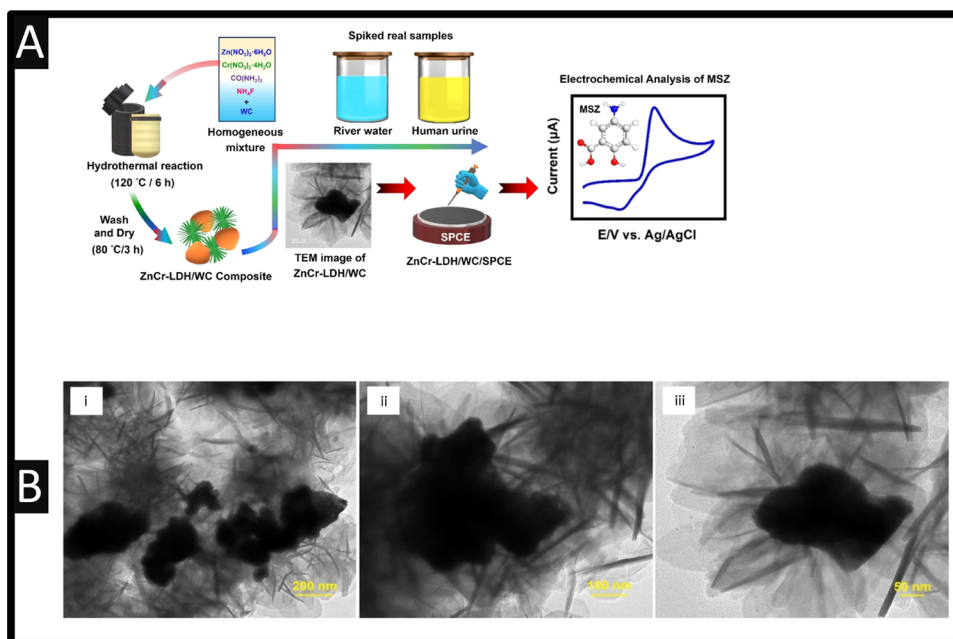 A
Spiked real samples
Zn(NO3)2·6H2O
Cr(NO3)2·4H2O
CO(NH2)2
NH4F
+
WC
Homogeneous
mixture
River water
Human urine
Electrochemical Analysis of MSZ
MSZ
Current (µA)
E/V vs. Ag/AgCl
Hydrothermal reaction
(120 ˚C / 6 h)
Wash
and Dry
(80 ˚C/3 h)
ZnCr-LDH/WC Composite
TEM image of
ZnCr-LDH/WC
SPCE
ZnCr-LDH/WC/SPCE
B
i
ii
iii
200 nm
100 nm
50 nm